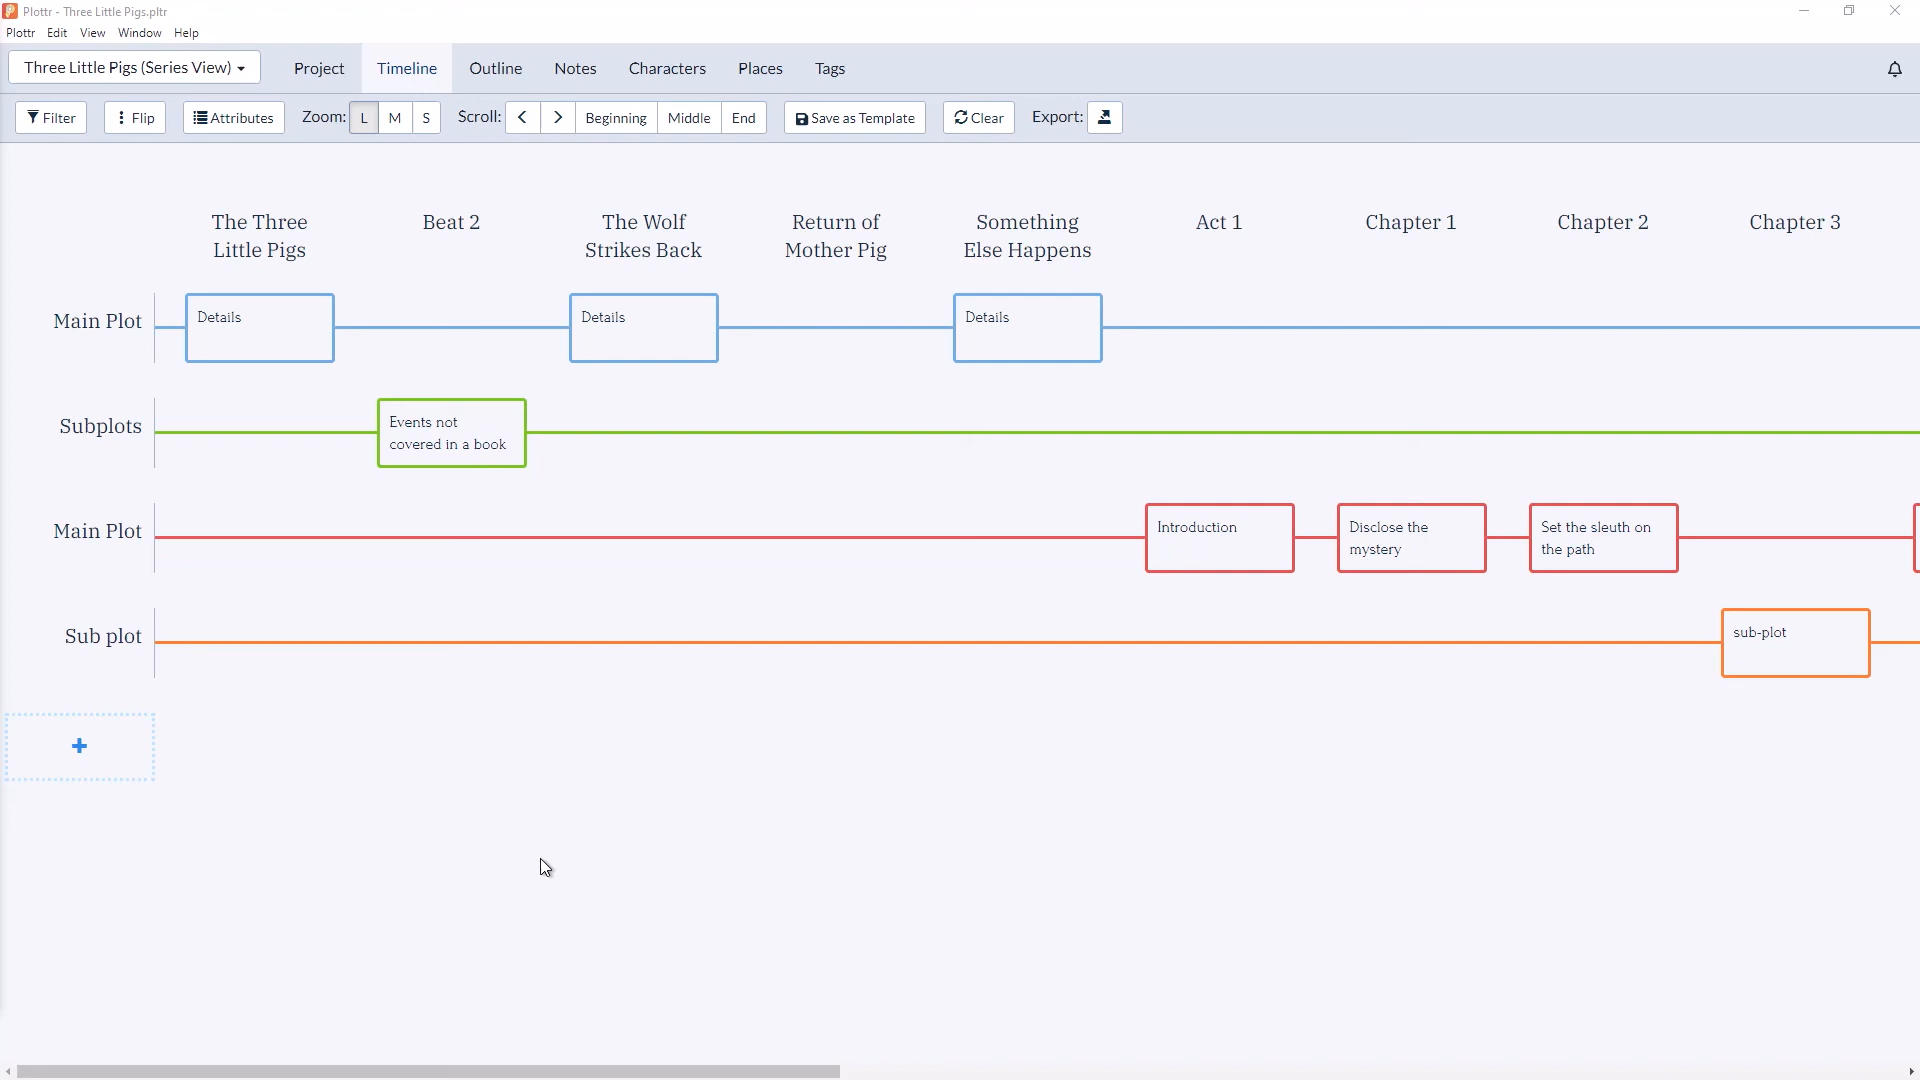 Plottr - Three Little Pigs.pltr
Plottr Edit View Window Help
Three Little Pigs (Series View) Project Timeline Outline Notes Characters Places Tags
Filter Flip Attributes Zoom: L M S Scroll: Beginning Middle End Save as Template Clear Export:
The Three
Little Pigs
Beat 2
The Wolf
Strikes Back
Return of
Mother Pig
Something
Else Happens
Act 1
Chapter 1
Chapter 2
Chapter 3
Main Plot
Details
Details
Details
Subplots
Events not
covered in a book
Main Plot
Introduction
Disclose the
mystery
Set the sleuth on
the path
Sub plot
sub-plot